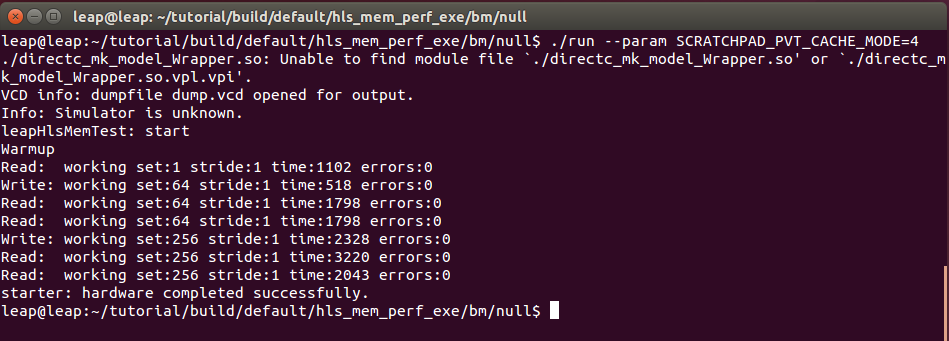 leap@leap: ~/tutorial/build/default/hls_mem_perf_exe/bm/null
leap@leap:~/tutorial/build/default/hls_mem_perf_exe/bm/null$ ./run --param SCRATCHPAD_PVT_CACHE_MODE=4
./directc_mk_model_Wrapper.so: Unable to find module file `./directc_mk_model_Wrapper.so' or `./directc_m
k_model_Wrapper.so.vpl.vpi'.
VCD info: dumpfile dump.vcd opened for output.
Info: Simulator is unknown.
leapHlsMemTest: start
Warmup
Read:  working set:1 stride:1 time:1102 errors:0
Write: working set:64 stride:1 time:518 errors:0
Read:  working set:64 stride:1 time:1798 errors:0
Read:  working set:64 stride:1 time:1798 errors:0
Write: working set:256 stride:1 time:2328 errors:0
Read:  working set:256 stride:1 time:3220 errors:0
Read:  working set:256 stride:1 time:2043 errors:0
starter: hardware completed successfully.
leap@leap:~/tutorial/build/default/hls_mem_perf_exe/bm/null$